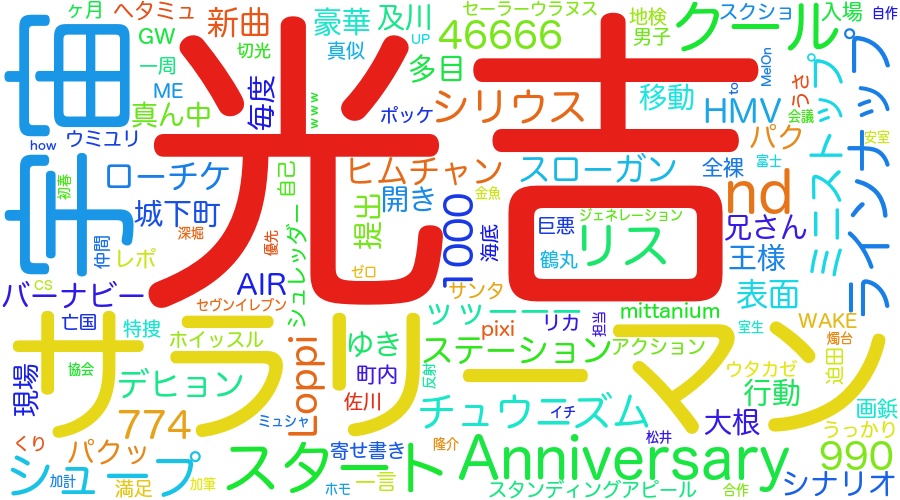 ヶ月
ヘタミュ
新曲
豪華
及川
セーラーウラヌス
地検
クール
スクショ
入場
自作
宙
GW
切光
真似
UP
46666
男子
MelOn
ミニストップ
ラインナップ
光
吉
一周
ME
毎度
www
多目
to
うさ
真ん中
ポッケ
シリウス
移動
HMV
会議
how
ウミユリ
パク
安室
宇
初春
ローチケ
自己
ヒムチャン
スローガン
全裸
富士
開き
金魚
nd
城下町
提出
1000
巨悪
ジェネレーション
兄さん
仲間
レポ
深堀
優先
シュレッダー
海底
鶴丸
リス
王様
CS
バーナビー
AIR
ゼロ
サンタ
表面
セヴンイレブン
亡国
特捜
ッッーーーー
pixi
リカ
担当
mittanium
室生
WAKE
サラリーマン
ホイッスル
Loppi
ゆき
ステーション
アクション
燭台
迫田
協会
町内
反射
ウタカゼ
現場
デヒョン
佐川
行動
774
ミュシャ
チュウニズム
イチ
大根
画鋲
うっかり
くり
パクッ
寄せ書き
隆介
松井
990
シュープ
加計
満足
加筆
スタート
ホモ
一言
Anniversary
スタンディングアピール
合作
シナリオ